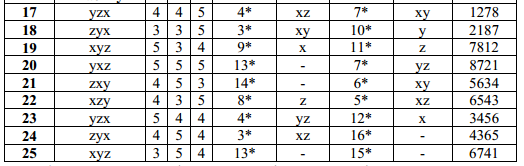 17 yzx 4 4 5 4* xz 7* xy 1278
18 zyx 3 3 5 3* xy 10* y 2187
19 xyz 5 3 4 9* x 11* z 7812
20 yxz 5 5 5 13* - 7* yz 8721
21 zxy 4 5 3 14* - 6* xy 5634
22 xzy 4 3 5 8* z 5* xz 6543
23 yzx 5 4 4 4* yz 12* x 3456
24 zyx 4 5 4 3* xz 16* - 4365
25 xyz 3 5 4 13* - 15* - 6741